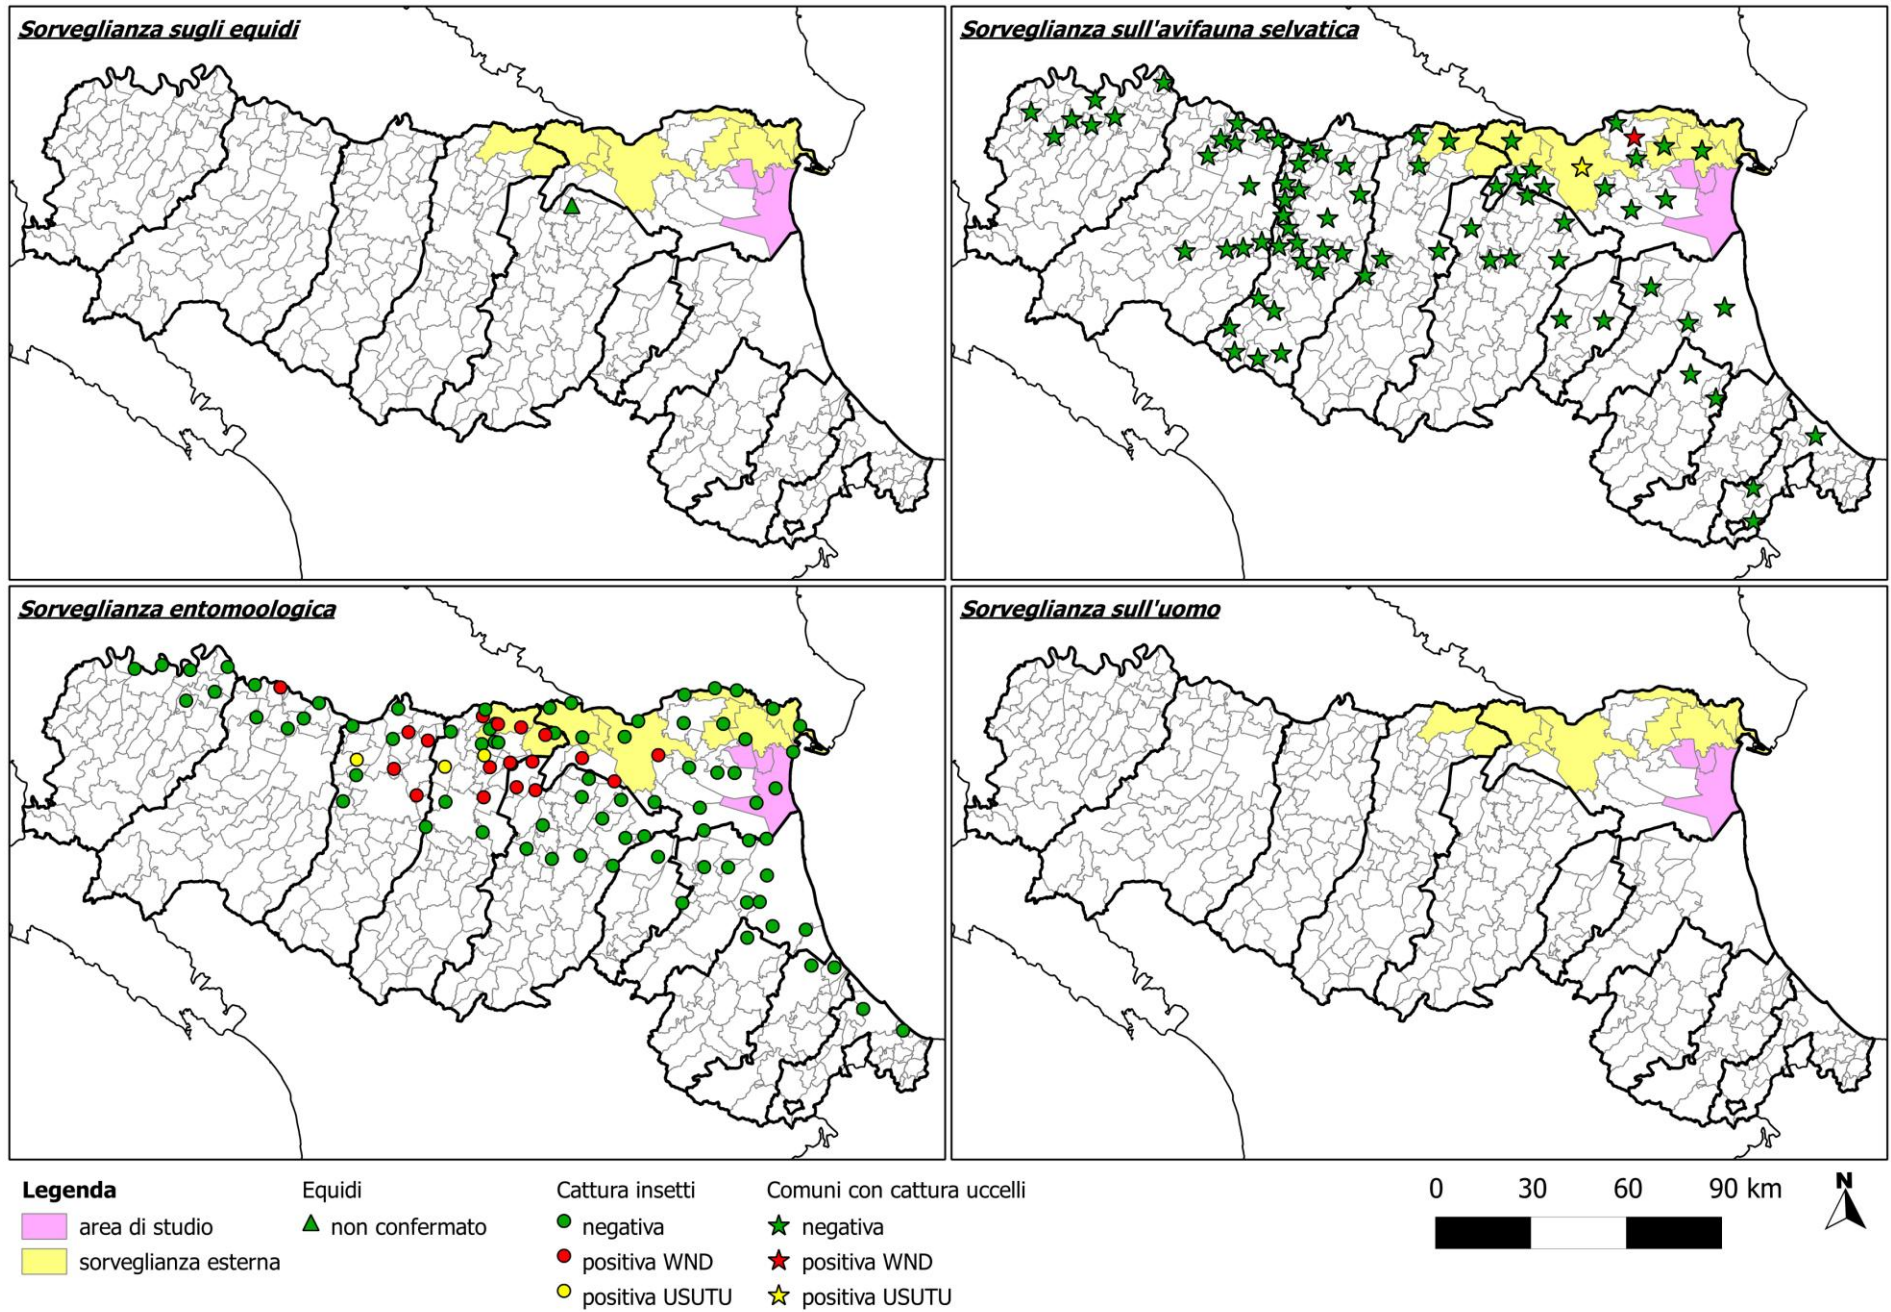 Sorveglianza sugli equidi
Sorveglianza sull'avifauna selvatica
Sorveglianza entomoologica
Sorveglianza sull'uomo
Legenda
area di studio
sorveglianza esterna
Equidi
non confermato
Cattura insetti
negativa
positiva WND
positiva USUTU
Comuni con cattura uccelli
negativa
positiva WND
positiva USUTU
0 30 60 90 km
N